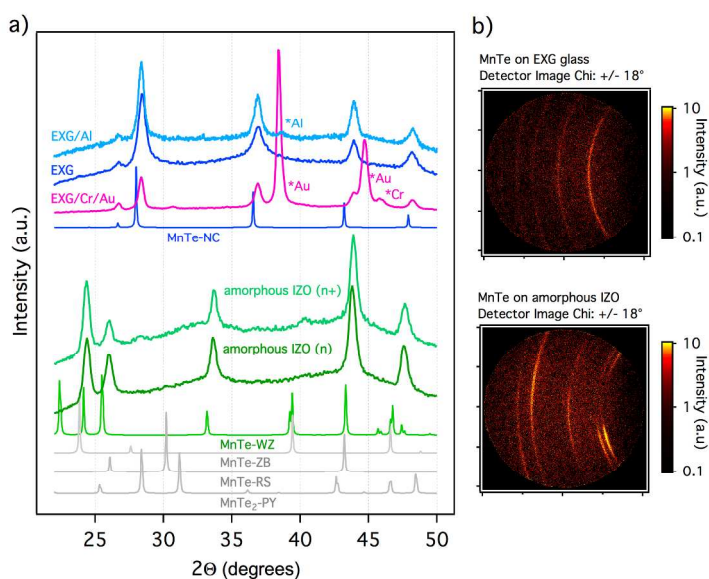 a)
b)
EXG/Al
*Al
EXG
*Au
*Au
*Cr
EXG/Cr/Au
MnTe-NC
amorphous IZO (n+)
amorphous IZO (n)
MnTe-WZ
MnTe-ZB
MnTe-RS
MnTe₂-PY
Intensity (a.u.)
25
30
35
40
45
50
2Θ (degrees)
MnTe on EXG glass
Detector Image Chi: +/- 18°
10
1
0.1
Intensity (a.u.)
MnTe on amorphous IZO
Detector Image Chi: +/- 18°
10
1
0.1
Intensity (a.u)